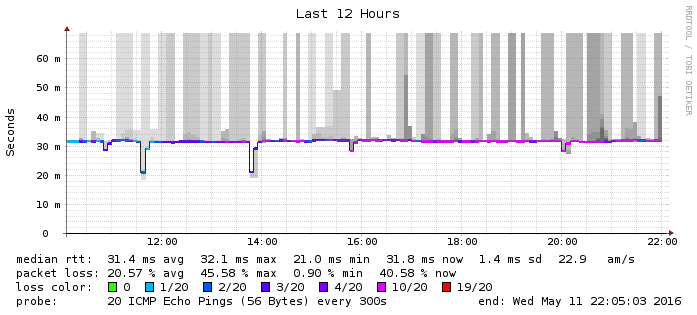 Last 12 Hours
RRDTOOL / TOBI OETIKER
Seconds
60 m
50 m
40 m
30 m
20 m
10 m
0
12:00 14:00 16:00 18:00 20:00 22:00
median rtt: 31.4 ms avg 32.1 ms max 21.0 ms min 31.8 ms now 1.4 ms sd 22.9 am/s
packet loss: 20.57 % avg 45.58 % max 0.90 % min 40.58 % now
loss color: 0 1/20 2/20 3/20 4/20 10/20 19/20
probe: 20 ICMP Echo Pings (56 Bytes) every 300s end: Wed May 11 22:05:03 2016